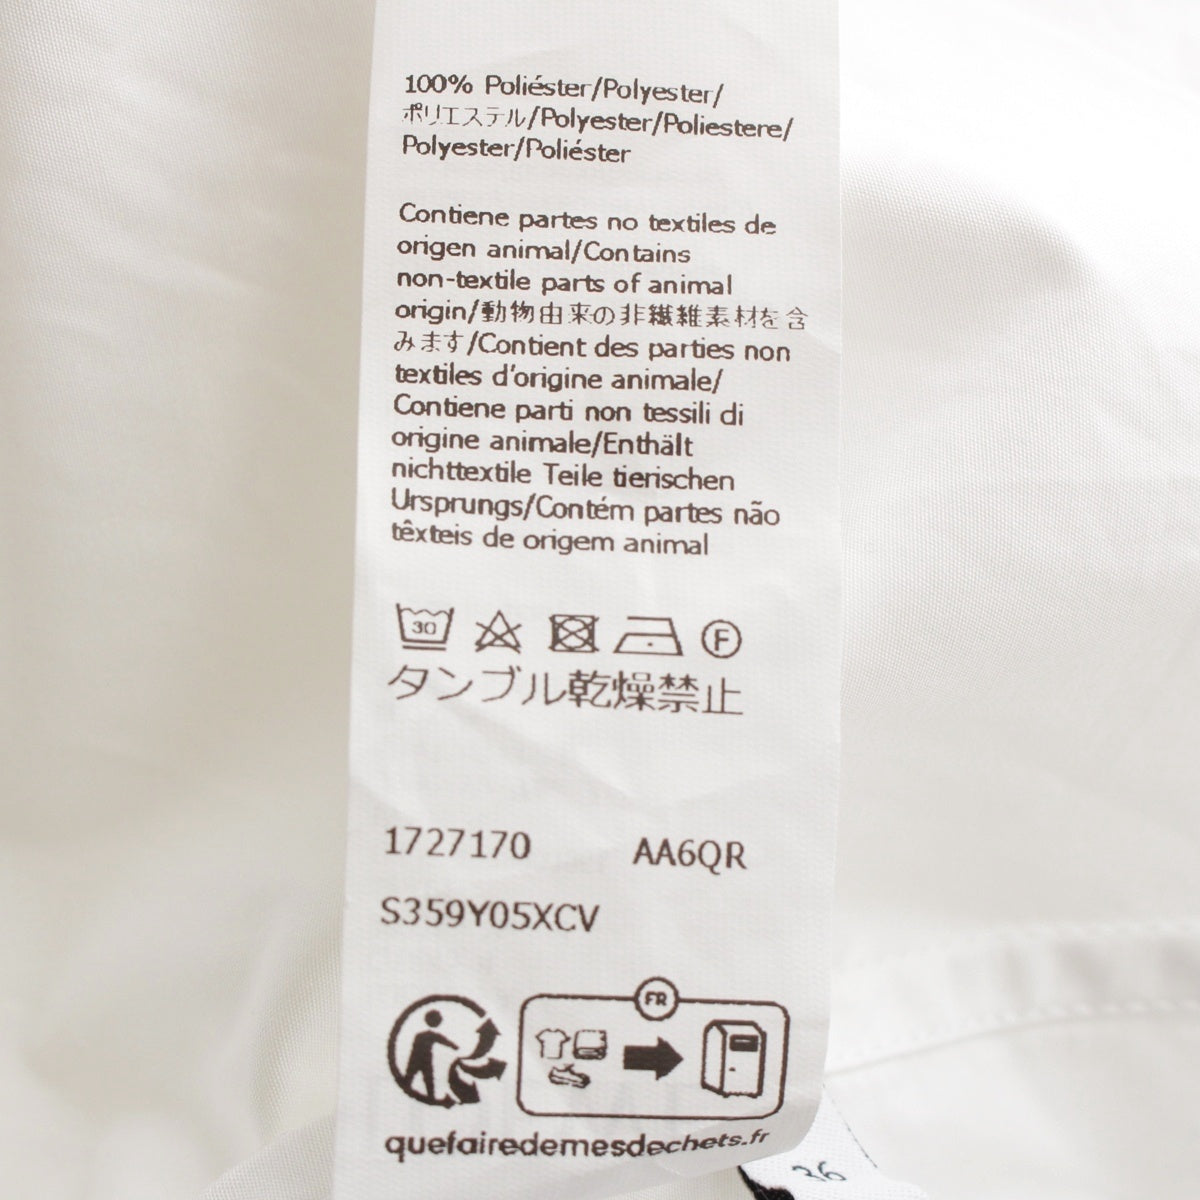 100% Poliéster/Polyester/
ポリエステル/Polyester/Poliestere/
Polyester/Poliéster
Contiene partes no textiles de
origen animal/Contains
non-textile parts of animal
origin/動物由来の非繊維素材を含
みます/Contient des parties non
textiles d'origine animale/
Contiene parti non tessili di
origine animale/Enthält
nichttextile Teile tierischen
Ursprungs/Contém partes não
têxteis de origem animal
30 F
タンブル乾燥禁止
1727170 AA6QR
S359Y05XCV
FR
quefairedemesdechets.fr
36